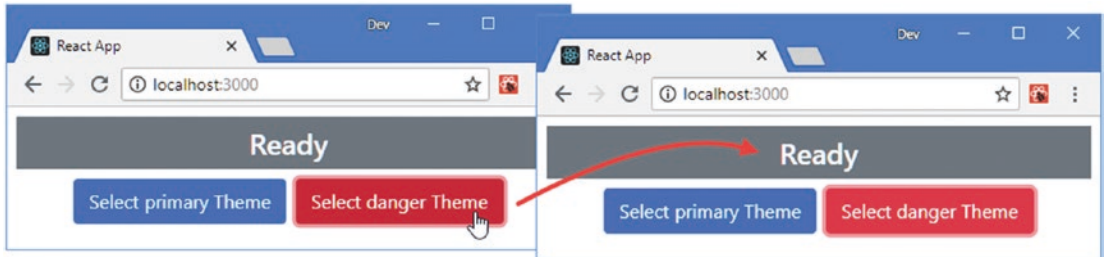 Dev
React App
localhost:3000
Ready
Select primary Theme Select danger Theme
Dev
React App
localhost:3000
Ready
Select primary Theme Select danger Theme